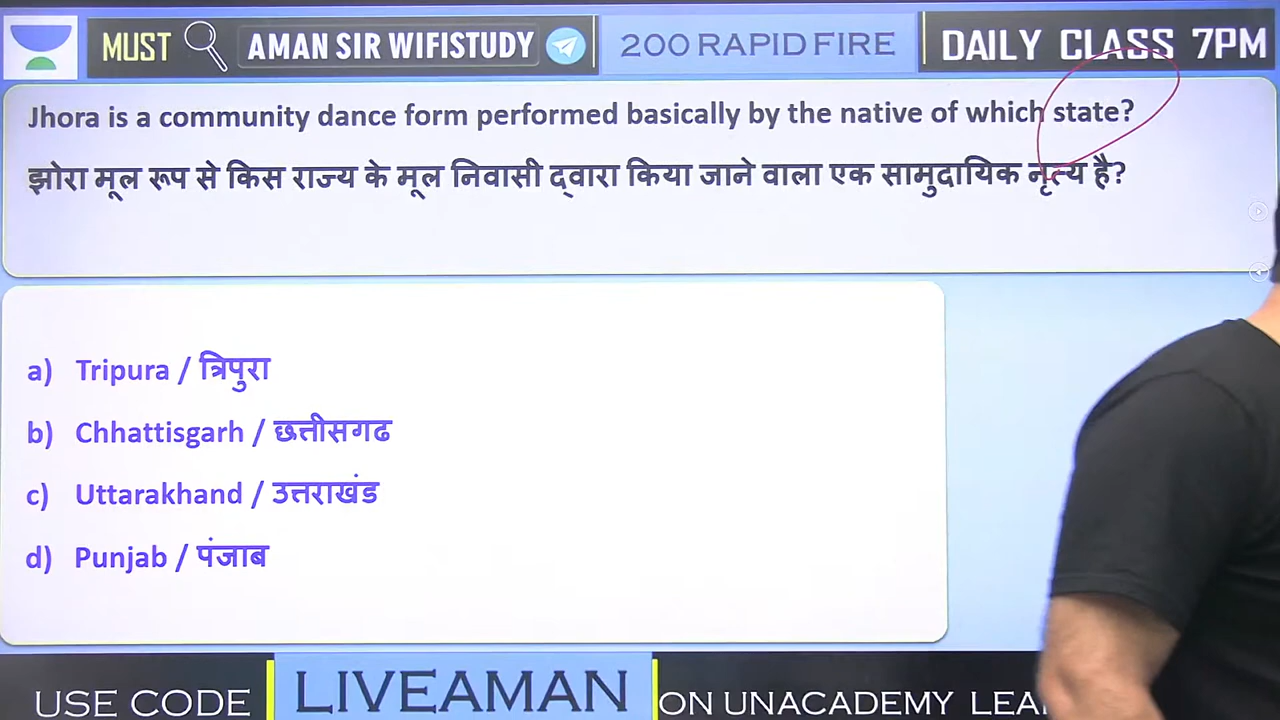 MUST AMAN SIR WIFISTUDY 200 RAPID FIRE DAILY CLASS 7PM
Jhora is a community dance form performed basically by the native of which state?
झोरा मूल रूप से किस राज्य के मूल निवासी द्वारा किया जाने वाला एक सामुदायिक नृत्य है?
a) Tripura / त्रिपुरा
b) Chhattisgarh / छत्तीसगढ
c) Uttarakhand / उत्तराखंड
d) Punjab / पंजाब
USE CODE LIVEAMAN ON UNACADEMY